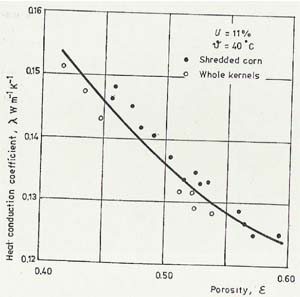 0.16
U = 11%
ϑ = 40°C
• Shredded corn
○ Whole kernels
0.15
0.14
0.13
0.12
Heat conduction coefficient, λ W m⁻¹ K⁻¹
0.40
0.50
0.60
Porosity, ε